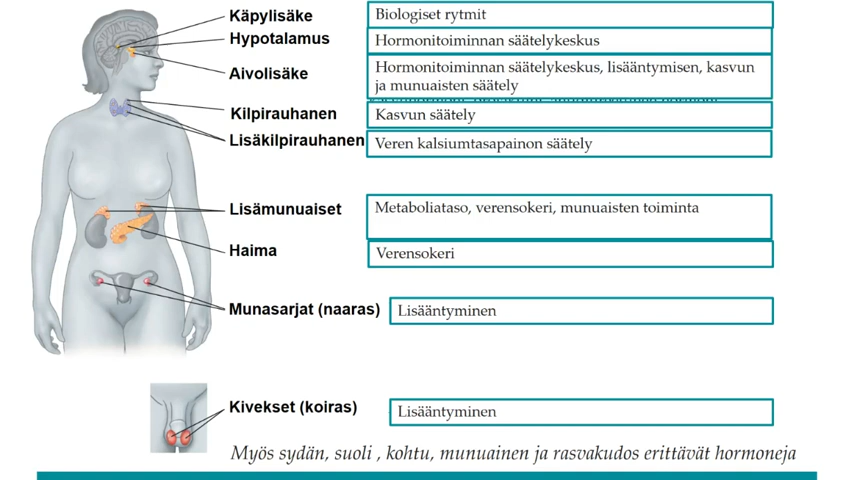 Käpylisäke
Biologiset rytmit
Hypotalamus
Hormonitoiminnan säätelykeskus
Aivolisäke
Hormonitoiminnan säätelykeskus, lisääntymisen, kasvun
ja munuaisten säätely
Kilpirauhanen
Kasvun säätely
Lisäkilpirauhanen
Veren kalsiumtasapainon säätely
Lisämunuaiset
Metaboliataso, verensokeri, munuaisten toiminta
Haima
Verensokeri
Munasarjat (naaras)
Lisääntyminen
Kivekset (koiras)
Lisääntyminen
Myös sydän, suoli , kohtu, munuainen ja rasvakudos erittävät hormoneja